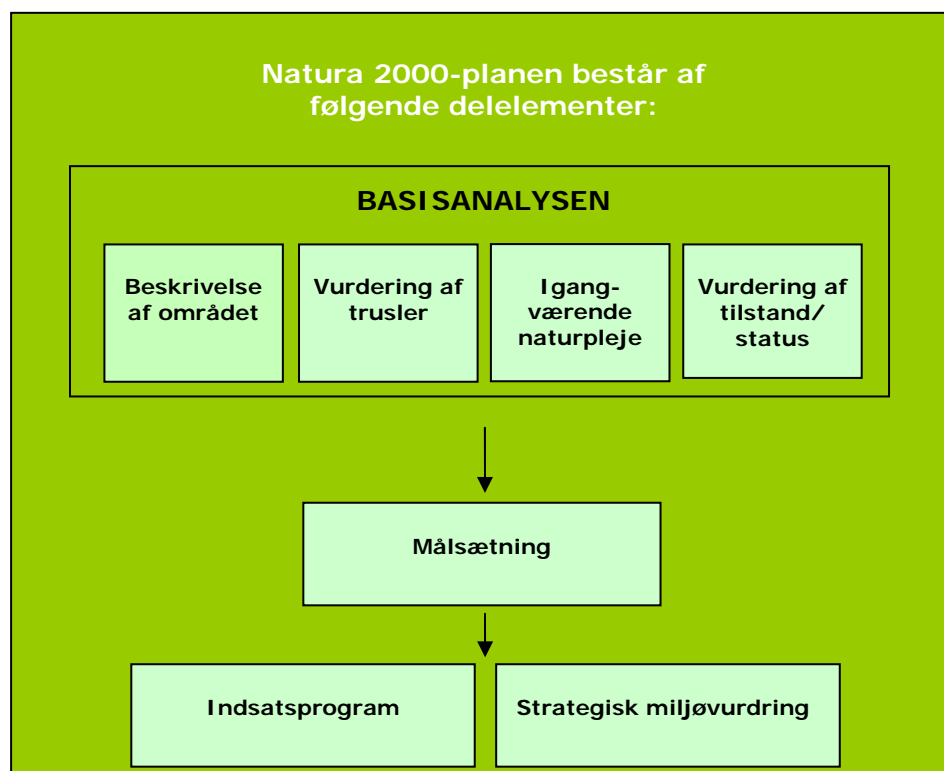 Natura 2000-planen består af
følgende delelementer:
BASISANALYSEN
Beskrivelse
af området
Vurdering af
trusler
Igang-
værende
naturpleje
Vurdering af
tilstand/
status
Målsætning
Indsatsprogram
Strategisk miljøvurdring